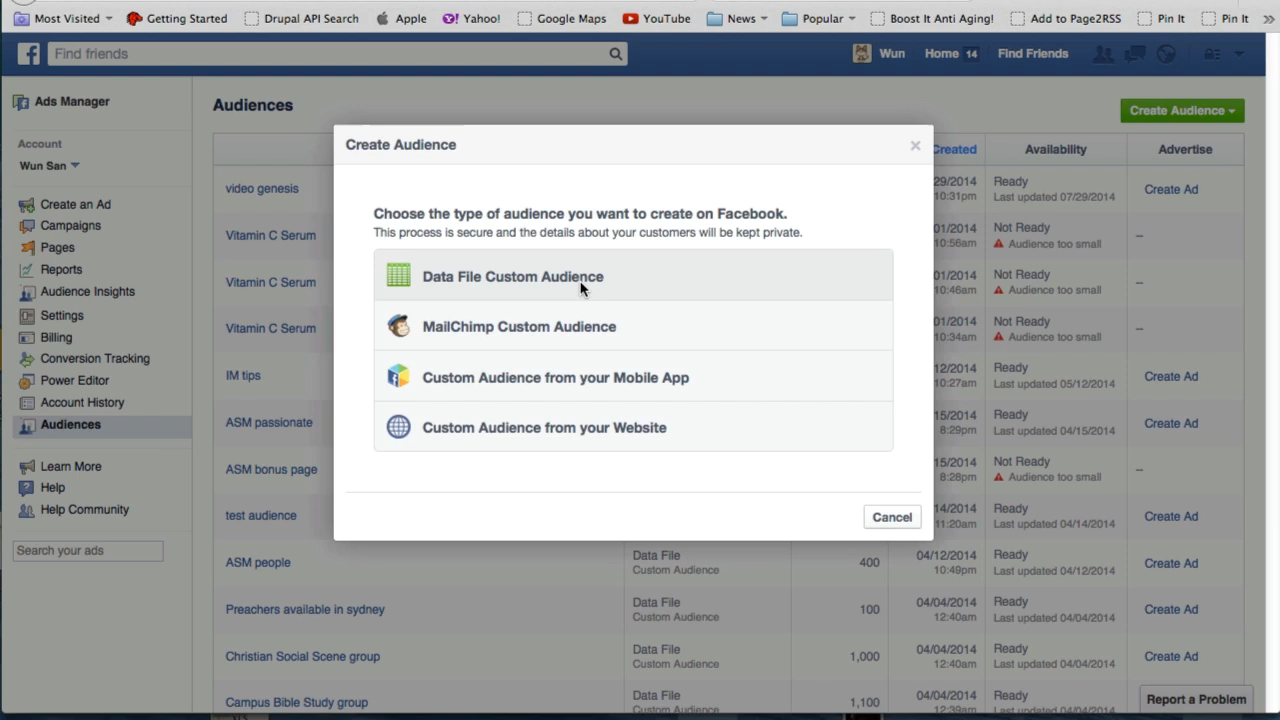 Most Visited Getting Started Drupal API Search Apple Yahoo! Google Maps YouTube News Popular Boost It Anti Aging! Add to Page2RSS Pin It Pin It »
Find friends Wun Home 14 Find Friends
Ads Manager
Account
Wun San
Create an Ad
Campaigns
Pages
Reports
Audience Insights
Settings
Billing
Conversion Tracking
Power Editor
Account History
Audiences
Learn More
Help
Help Community
Search your ads
Audiences
Create Audience
Created Availability Advertise
video genesis 29/2014 Ready Create Ad
10:31pm Last updated 07/29/2014
Vitamin C Serum 01/2014 Not Ready –
10:56am Audience too small
Vitamin C Serum 01/2014 Not Ready –
10:46am Audience too small
Vitamin C Serum 01/2014 Not Ready –
10:34am Audience too small
IM tips 12/2014 Ready Create Ad
10:27am Last updated 05/12/2014
ASM passionate 15/2014 Ready Create Ad
8:29pm Last updated 04/15/2014
ASM bonus page 15/2014 Not Ready –
8:28pm Audience too small
test audience 14/2014 Ready Create Ad
11:20am Last updated 04/14/2014
ASM people Data File 400 04/12/2014 Ready Create Ad
Custom Audience 10:49pm Last updated 04/12/2014
Preachers available in sydney Data File 100 04/04/2014 Ready Create Ad
Custom Audience 12:40am Last updated 04/04/2014
Christian Social Scene group Data File 1,000 04/04/2014 Ready Create Ad
Custom Audience 12:40am Last updated 04/04/2014
Campus Bible Study group Data File 1,100 04/04/2014 Ready
Custom Audience 12:39am Last updated 04/04/2014
Create Audience ×
Choose the type of audience you want to create on Facebook.
This process is secure and the details about your customers will be kept private.
Data File Custom Audience
MailChimp Custom Audience
Custom Audience from your Mobile App
Custom Audience from your Website
Cancel
Report a Problem